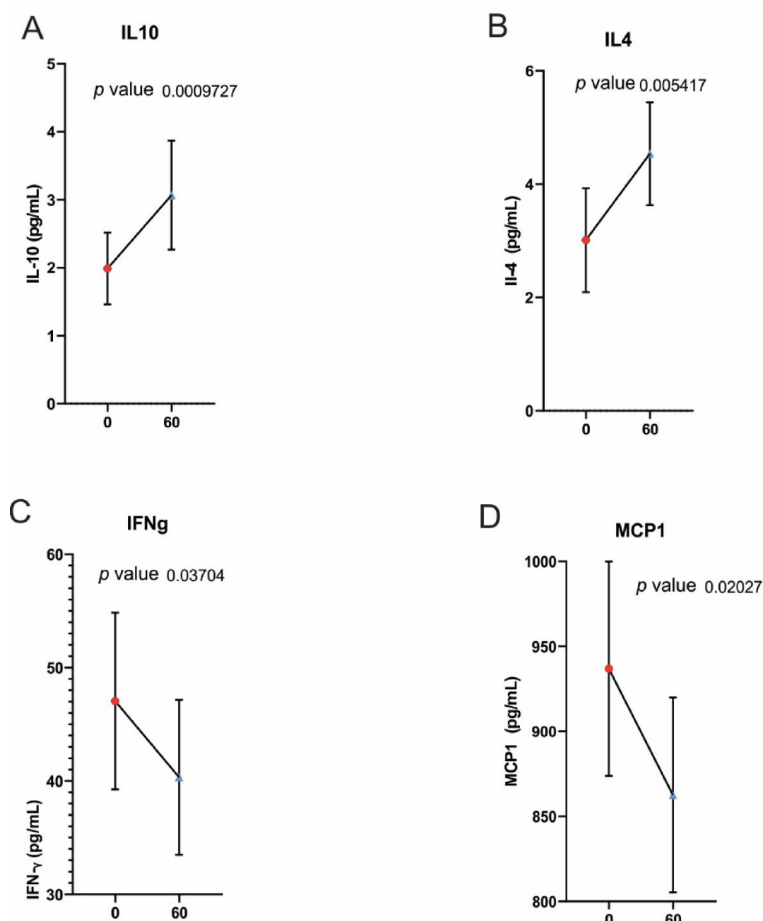 A
IL10
p value 0.0009727
5
4
3
2
1
0
IL-10 (pg/mL)
0
60
B
IL4
p value 0.005417
6
4
2
0
Il-4 (pg/mL)
0
60
C
IFNg
p value 0.03704
60
50
40
30
IFN-γ (pg/mL)
0
60
D
MCP1
p value 0.02027
1000
950
900
850
800
MCP1 (pg/mL)
0
60